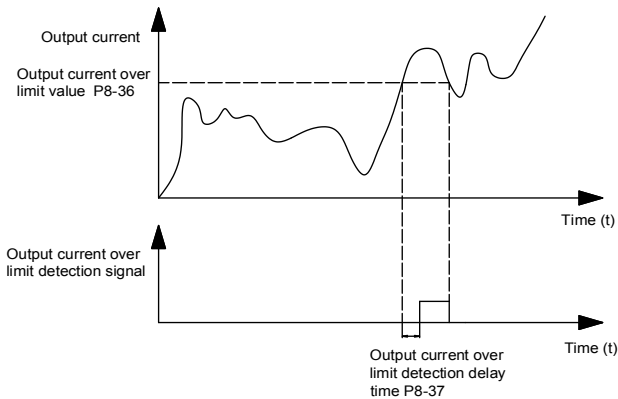 Output current
Output current over
limit value P8-36
Time (t)
Output current over
limit detection signal
Time (t)
Output current over
limit detection delay
time P8-37